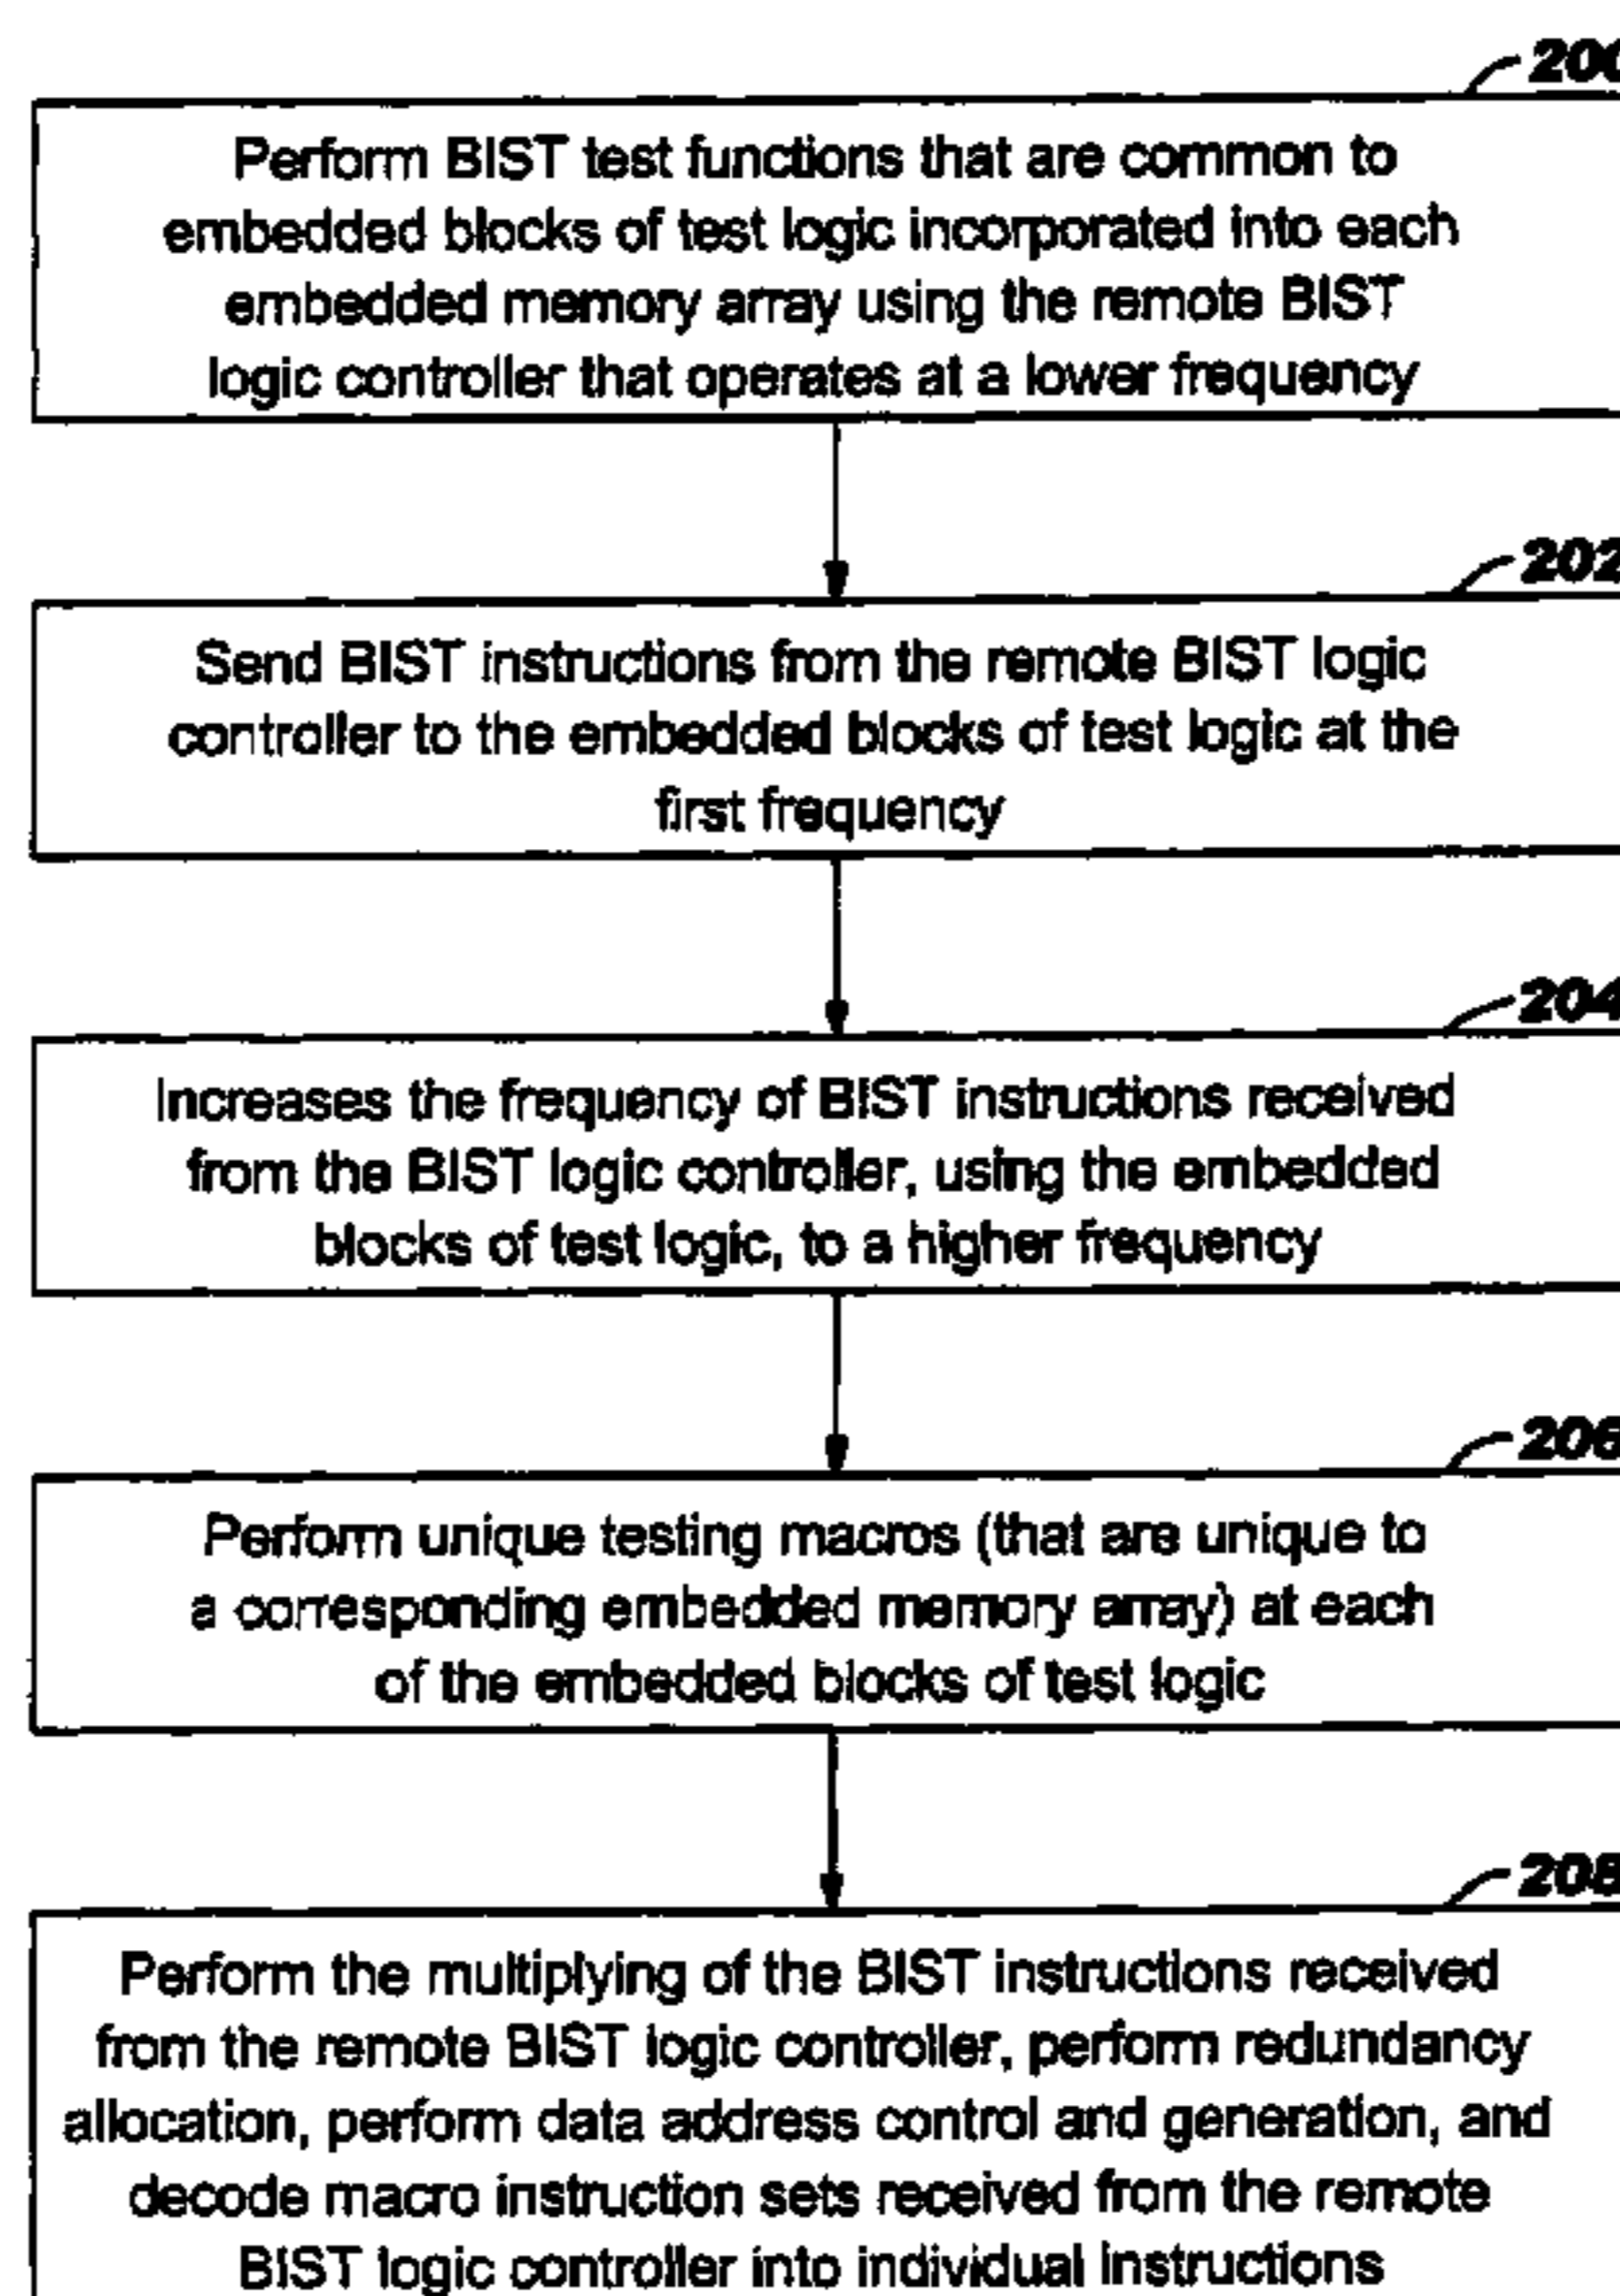 200
Perform BIST test functions that are common to
embedded blocks of test logic incorporated into each
embedded memory array using the remote BIST
logic controller that operates at a lower frequency
202
Send BIST instructions from the remote BIST logic
controller to the embedded blocks of test logic at the
first frequency
204
Increases the frequency of BIST instructions received
from the BIST logic controller, using the embedded
blocks of test logic, to a higher frequency
206
Perform unique testing macros (that are unique to
a corresponding embedded memory array) at each
of the embedded blocks of test logic
208
Perform the multiplying of the BIST instructions received
from the remote BIST logic controller, perform redundancy
allocation, perform data address control and generation, and
decode macro instruction sets received from the remote
BIST logic controller into individual instructions